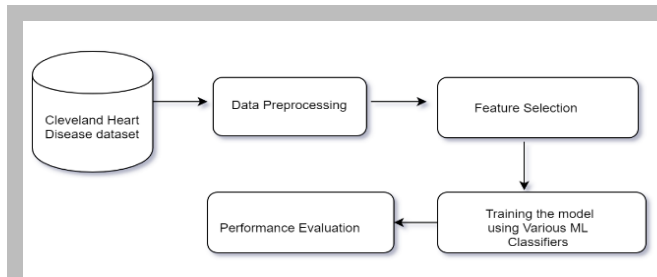 Cleveland Heart
Disease dataset
Data Preprocessing
Feature Selection
Training the model
using Various ML
Classifiers
Performance Evaluation